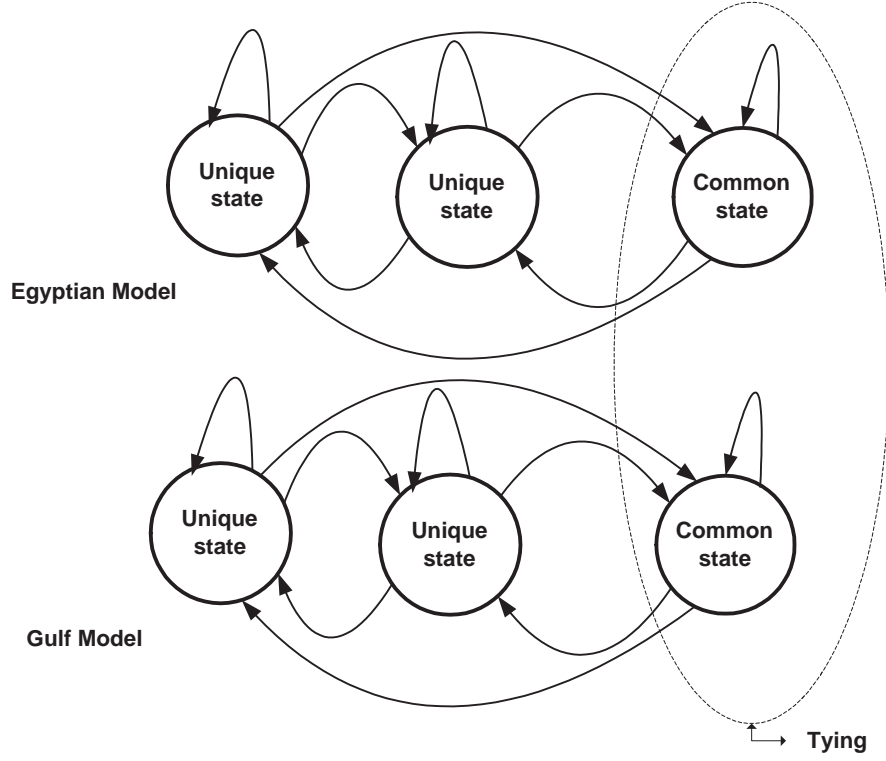 Unique
state
Unique
state
Common
state
Egyptian Model
Unique
state
Unique
state
Common
state
Gulf Model
Tying